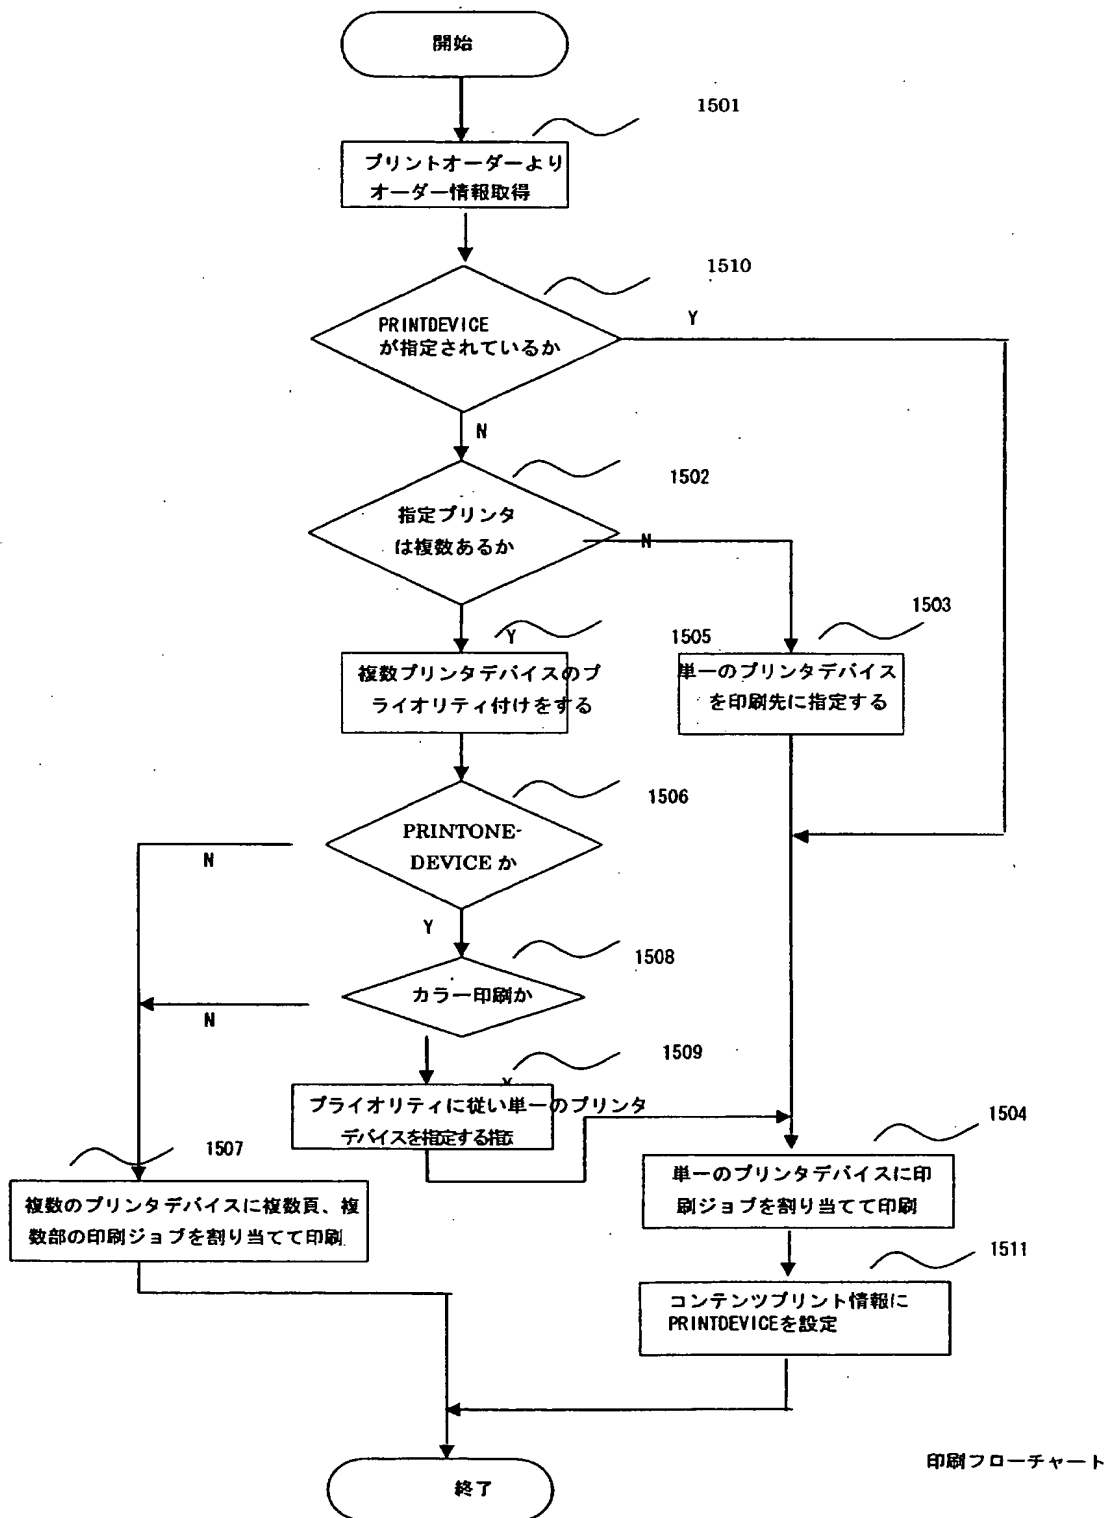 開始
1501
プリントオーダーより
オーダー情報取得
1510
PRINTDEVICE
が指定されているか
Y
N
1502
指定プリンタ
は複数あるか
N
1503
Y
1505
複数プリンタデバイスのプ
ライオリティ付けをする
単一のプリンタデバイス
を印刷先に指定する
1506
PRINTONE-
DEVICE か
N
Y
1508
カラー印刷か
N
1509
プライオリティに従い単一のプリンタ
デバイスを指定する
1504
1507
単一のプリンタデバイスに印
刷ジョブを割り当てて印刷
複数のプリンタデバイスに複数頁、複
数部の印刷ジョブを割り当てて印刷
1511
コンテンツプリント情報に
PRINTDEVICEを設定
印刷フローチャート
終了